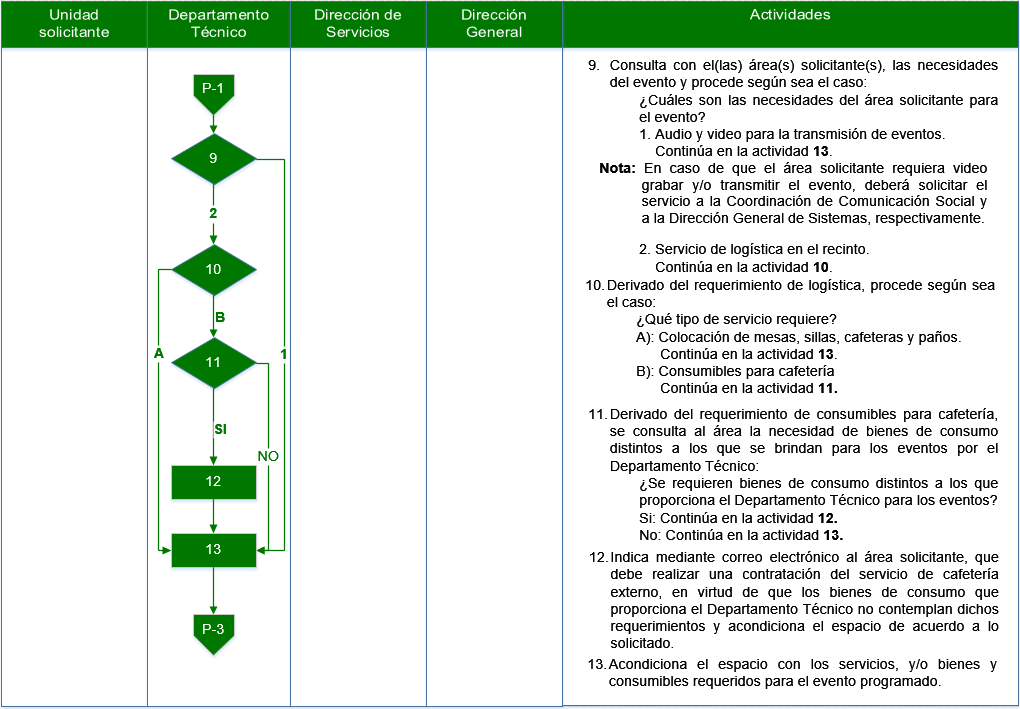 Unidad
solicitante
Departamento
Técnico
Dirección de
Servicios
Dirección
General
Actividades
P-1
9
2
10
B
A
1
11
SI
NO
12
13
P-3
9. Consulta con el(las) área(s) solicitante(s), las necesidades
del evento y procede según sea el caso:
¿Cuáles son las necesidades del área solicitante para
el evento?
1. Audio y video para la transmisión de eventos.
Continúa en la actividad 13.
Nota: En caso de que el área solicitante requiera video
grabar y/o transmitir el evento, deberá solicitar el
servicio a la Coordinación de Comunicación Social y
a la Dirección General de Sistemas, respectivamente.
2. Servicio de logística en el recinto.
Continúa en la actividad 10.
10. Derivado del requerimiento de logística, procede según sea
el caso:
¿Qué tipo de servicio requiere?
A): Colocación de mesas, sillas, cafeteras y paños.
Continúa en la actividad 13.
B): Consumibles para cafetería
Continúa en la actividad 11.
11. Derivado del requerimiento de consumibles para cafetería,
se consulta al área la necesidad de bienes de consumo
distintos a los que se brindan para los eventos por el
Departamento Técnico:
¿Se requieren bienes de consumo distintos a los que
proporciona el Departamento Técnico para los eventos?
Si: Continúa en la actividad 12.
No: Continúa en la actividad 13.
12. Indica mediante correo electrónico al área solicitante, que
debe realizar una contratación del servicio de cafetería
externo, en virtud de que los bienes de consumo que
proporciona el Departamento Técnico no contemplan dichos
requerimientos y acondiciona el espacio de acuerdo a lo
solicitado.
13. Acondiciona el espacio con los servicios, y/o bienes y
consumibles requeridos para el evento programado.